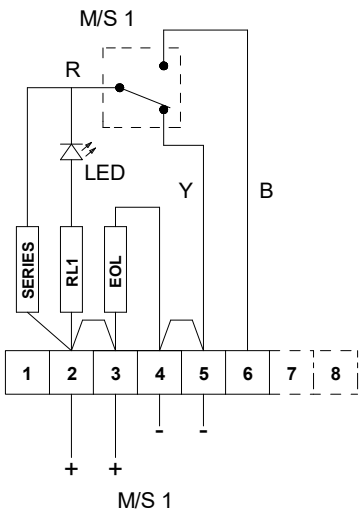 M/S 1
R
LED
Y
B
SERIES
RL1
EOL
1 2 3 4 5 6 7 8
- -
+ +
M/S 1